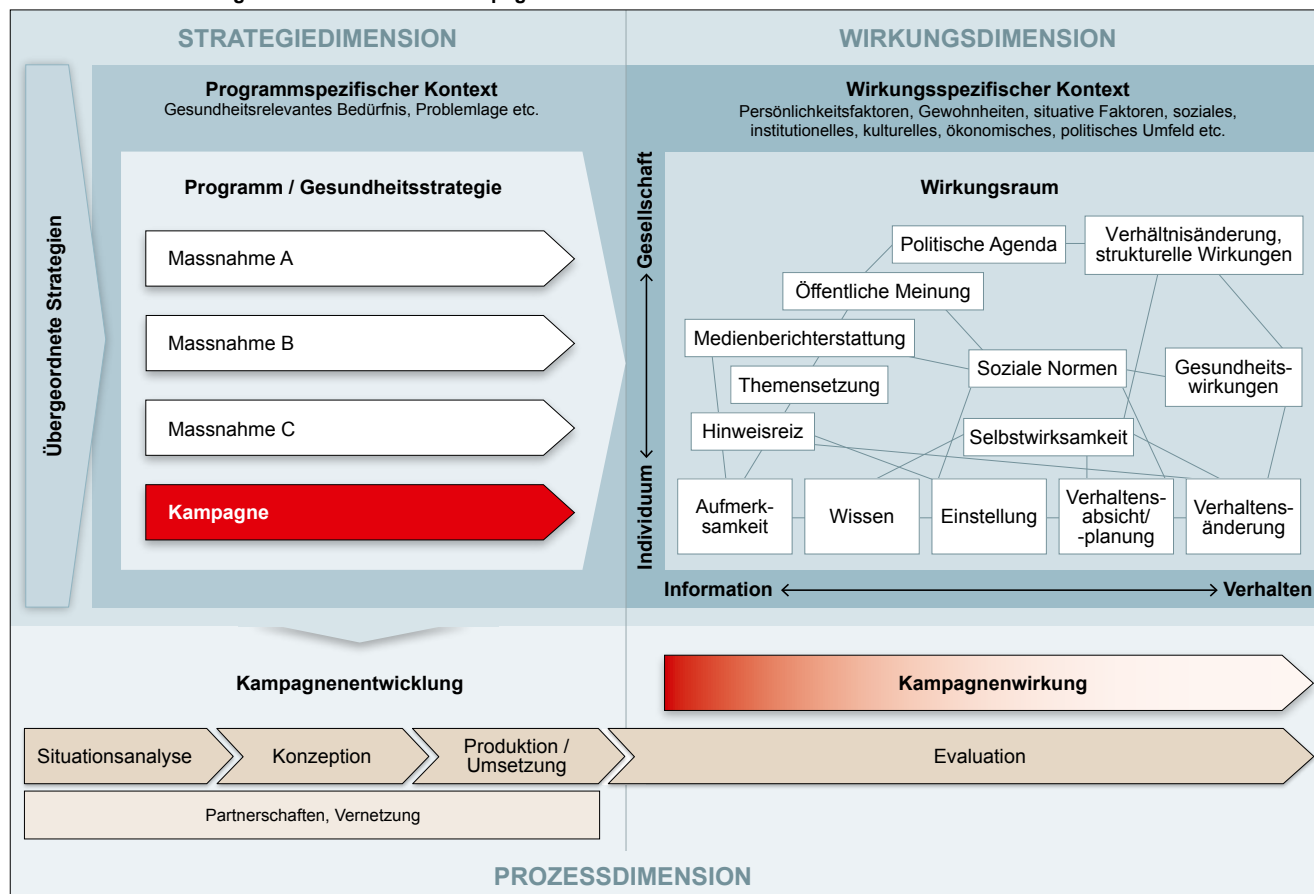 STRATEGIEDIMENSION
WIRKUNGSDIMENSION
Übergeordnete Strategien
Programmspezifischer Kontext
Gesundheitsrelevantes Bedürfnis, Problemlage etc.
Programm / Gesundheitsstrategie
Massnahme A
Massnahme B
Massnahme C
Kampagne
Wirkungsspezifischer Kontext
Persönlichkeitsfaktoren, Gewohnheiten, situative Faktoren, soziales,
institutionelles, kulturelles, ökonomisches, politisches Umfeld etc.
Gesellschaft
Individuum
Wirkungsraum
Politische Agenda
Verhältnisänderung,
strukturelle Wirkungen
Öffentliche Meinung
Medienberichterstattung
Soziale Normen
Gesundheits-
wirkungen
Themensetzung
Hinweisreiz
Selbstwirksamkeit
Aufmerk-
samkeit
Wissen
Einstellung
Verhaltens-
absicht/
-planung
Verhaltens-
änderung
Information
Verhalten
Kampagnenentwicklung
Kampagnenwirkung
Situationsanalyse
Konzeption
Produktion /
Umsetzung
Evaluation
Partnerschaften, Vernetzung
PROZESSDIMENSION